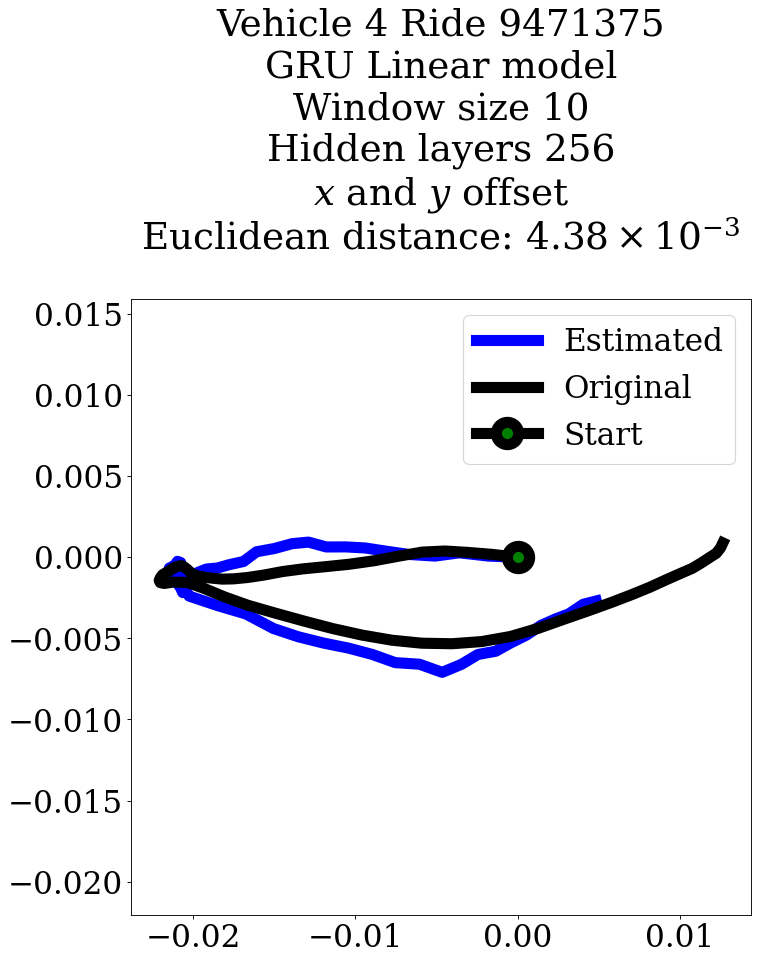 Vehicle 4 Ride 9471375
GRU Linear model
Window size 10
Hidden layers 256
x and y offset
Euclidean distance: 4.38 × 10⁻³
Estimated
Original
Start
0.015
0.010
0.005
0.000
−0.005
−0.010
−0.015
−0.020
−0.02 −0.01 0.00 0.01